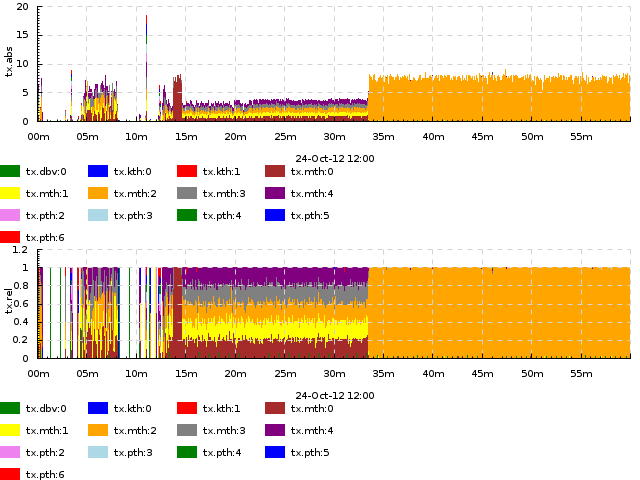 20
15
10
5
0
tx.abs
00m 05m 10m 15m 20m 25m 30m 35m 40m 45m 50m 55m
24-Oct-12 12:00
tx.dbv:0 tx.kth:0 tx.kth:1 tx.mth:0
tx.mth:1 tx.mth:2 tx.mth:3 tx.mth:4
tx.pth:2 tx.pth:3 tx.pth:4 tx.pth:5
tx.pth:6
1.2
1
0.8
0.6
0.4
0.2
0
tx.rel
00m 05m 10m 15m 20m 25m 30m 35m 40m 45m 50m 55m
24-Oct-12 12:00
tx.dbv:0 tx.kth:0 tx.kth:1 tx.mth:0
tx.mth:1 tx.mth:2 tx.mth:3 tx.mth:4
tx.pth:2 tx.pth:3 tx.pth:4 tx.pth:5
tx.pth:6